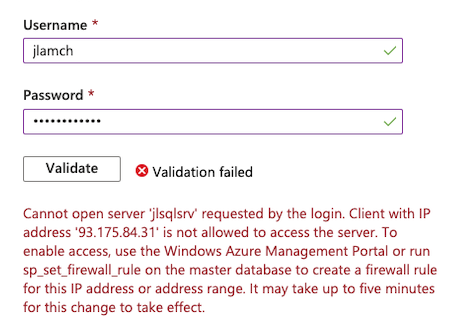 Username *
jlamch
Password *
••••••••••••
Validate
Validation failed
Cannot open server 'jlsqlsrv' requested by the login. Client with IP
address '93.175.84.31' is not allowed to access the server. To
enable access, use the Windows Azure Management Portal or run
sp_set_firewall_rule on the master database to create a firewall rule
for this IP address or address range. It may take up to five minutes
for this change to take effect.